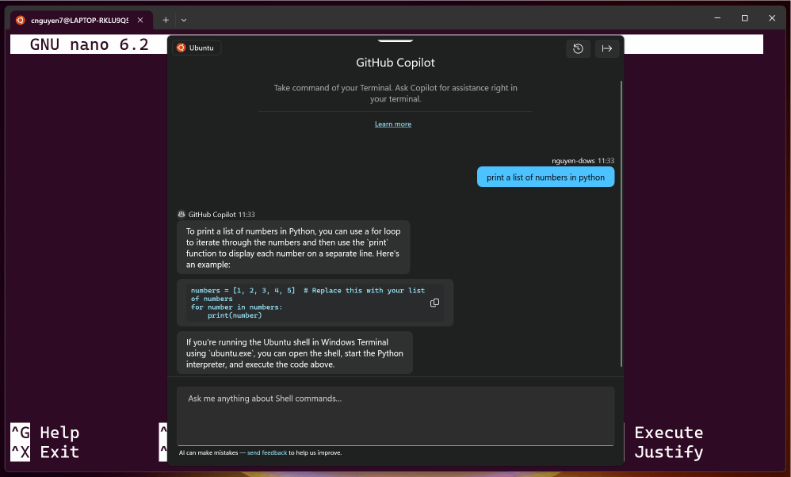 cnguyen7@LAPTOP-RKLU9Q
GNU nano 6.2
Ubuntu
GitHub Copilot
Take command of your Terminal. Ask Copilot for assistance right in
your terminal.
Learn more
nguyen-dows 11:33
print a list of numbers in python
GitHub Copilot 11:33
To print a list of numbers in Python, you can use a for loop
to iterate through the numbers and then use the `print`
function to display each number on a separate line. Here's
an example:
numbers = [1, 2, 3, 4, 5]  # Replace this with your list
of numbers
for number in numbers:
    print(number)
If you're running the Ubuntu shell in Windows Terminal
using `ubuntu.exe`, you can open the shell, start the Python
interpreter, and execute the code above.
Ask me anything about Shell commands...
^G Help ^ Execute
^X Exit ^ Justify
AI can make mistakes — send feedback to help us improve.